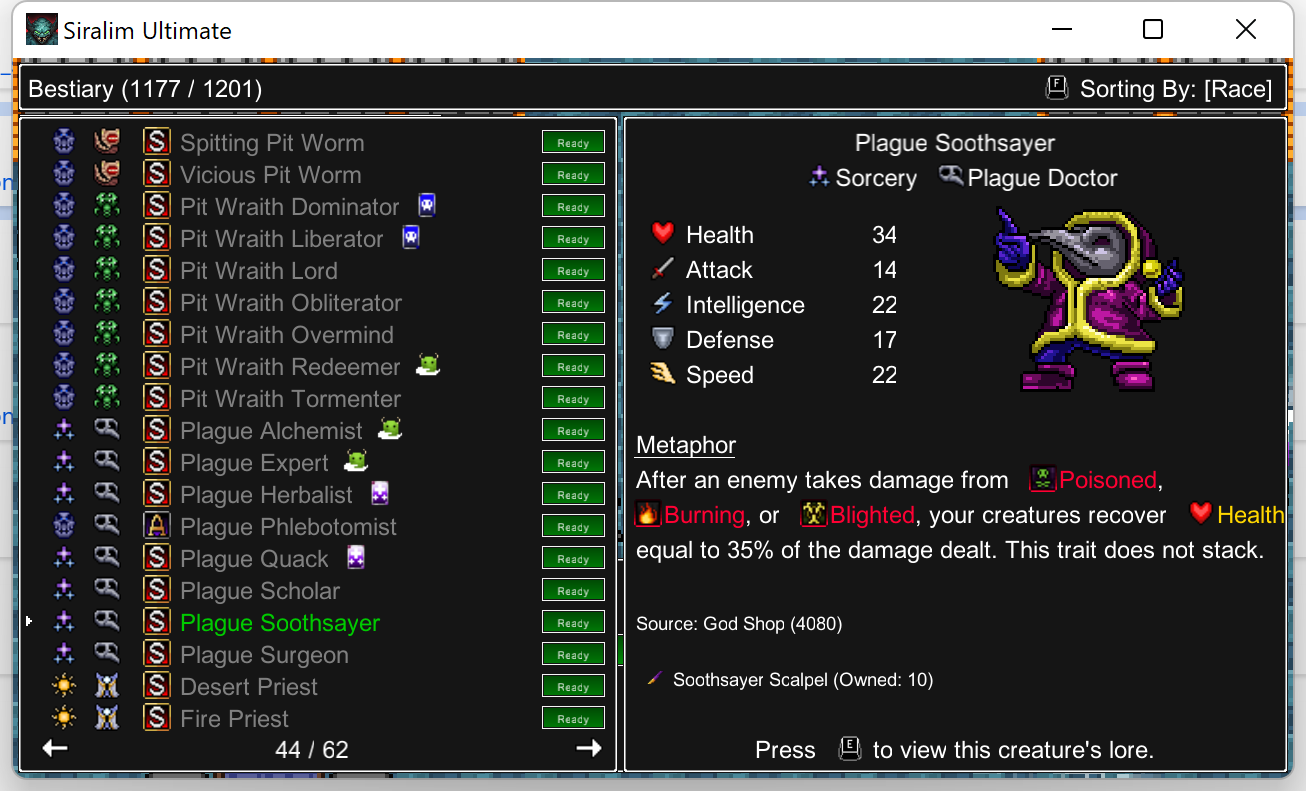 Siralim Ultimate
Bestiary (1177 / 1201)
F Sorting By: [Race]
S Spitting Pit Worm Ready
S Vicious Pit Worm Ready
S Pit Wraith Dominator Ready
S Pit Wraith Liberator Ready
S Pit Wraith Lord Ready
S Pit Wraith Obliterator Ready
S Pit Wraith Overmind Ready
S Pit Wraith Redeemer Ready
S Pit Wraith Tormenter Ready
S Plague Alchemist Ready
S Plague Expert Ready
S Plague Herbalist Ready
A Plague Phlebotomist Ready
S Plague Quack Ready
S Plague Scholar Ready
S Plague Soothsayer Ready
S Plague Surgeon Ready
S Desert Priest Ready
S Fire Priest Ready
44 / 62
Plague Soothsayer
Sorcery Plague Doctor
Health 34
Attack 14
Intelligence 22
Defense 17
Speed 22
Metaphor
After an enemy takes damage from Poisoned,
Burning, or Blighted, your creatures recover Health
equal to 35% of the damage dealt. This trait does not stack.
Source: God Shop (4080)
Soothsayer Scalpel (Owned: 10)
Press E to view this creature's lore.